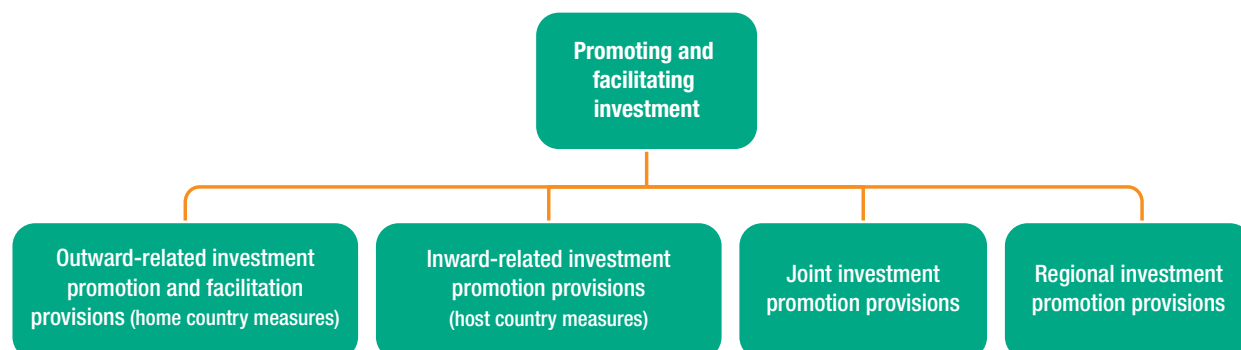 Promoting and
facilitating
investment
Outward-related investment
promotion and facilitation
provisions (home country measures)
Inward-related investment
promotion provisions
(host country measures)
Joint investment
promotion provisions
Regional investment
promotion provisions